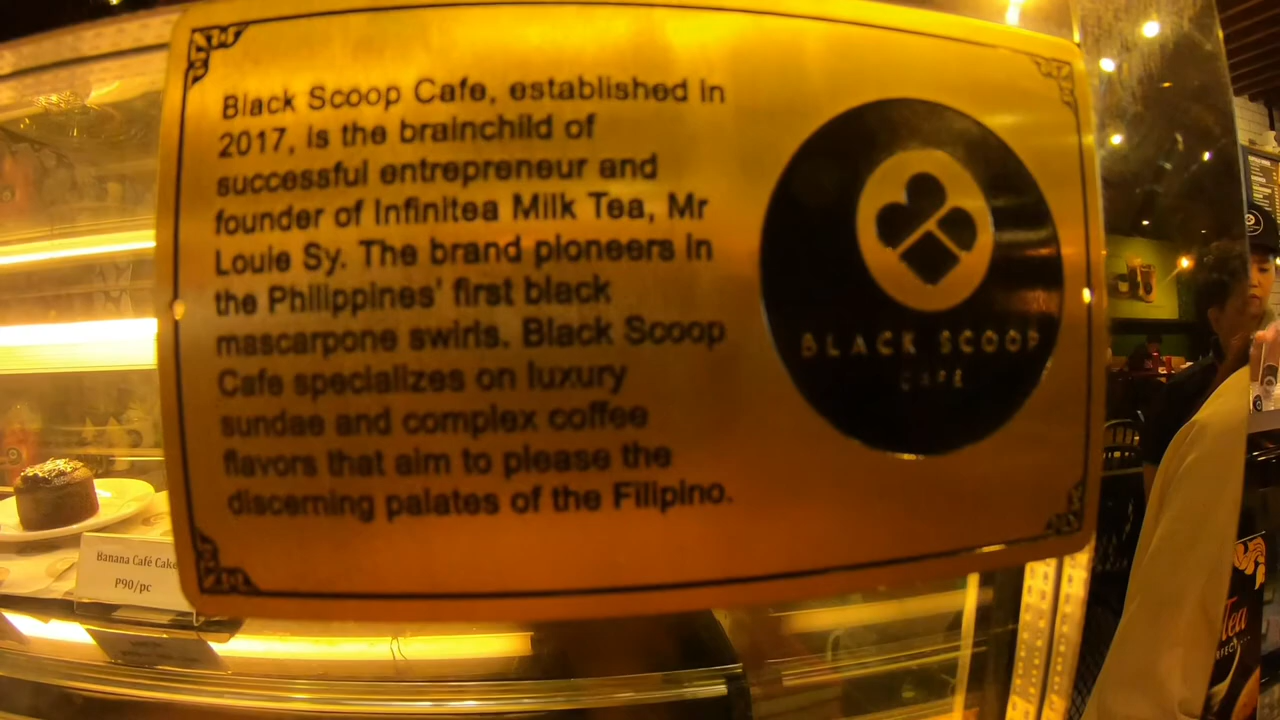 Black Scoop Cafe, established in
2017, is the brainchild of
successful entrepreneur and
founder of Infinitea Milk Tea, Mr
Louie Sy. The brand pioneers in
the Philippines' first black
mascarpone swirls. Black Scoop
Cafe specializes on luxury
sundae and complex coffee
flavors that aim to please the
discerning palates of the Filipino.
BLACK SCOOP
CAFE
Banana Café Cake
P90/pc
Tea